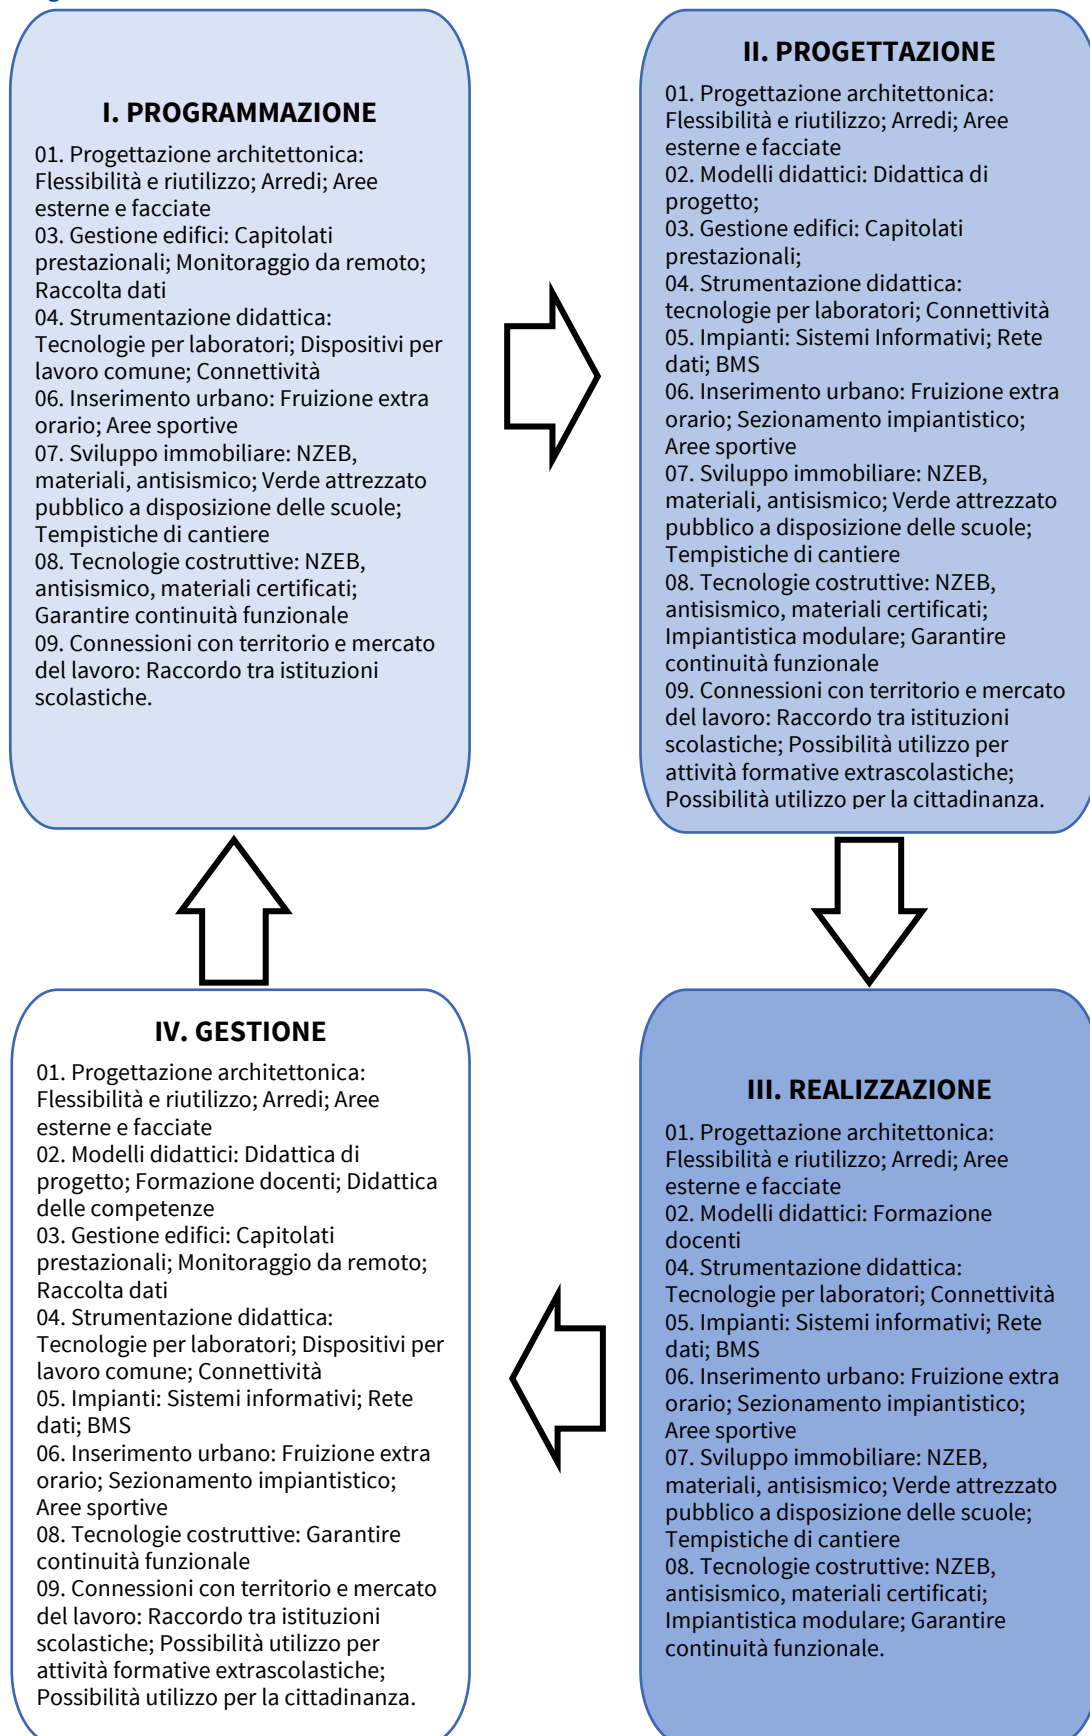 I. PROGRAMMAZIONE
01. Progettazione architettonica:
Flessibilità e riutilizzo; Arredi; Aree
esterne e facciate
03. Gestione edifici: Capitolati
prestazionali; Monitoraggio da remoto;
Raccolta dati
04. Strumentazione didattica:
Tecnologie per laboratori; Dispositivi per
lavoro comune; Connettività
06. Inserimento urbano: Fruizione extra
orario; Aree sportive
07. Sviluppo immobiliare: NZEB,
materiali, antisismico; Verde attrezzato
pubblico a disposizione delle scuole;
Tempistiche di cantiere
08. Tecnologie costruttive: NZEB,
antisismico, materiali certificati;
Garantire continuità funzionale
09. Connessioni con territorio e mercato
del lavoro: Raccordo tra istituzioni
scolastiche.
II. PROGETTAZIONE
01. Progettazione architettonica:
Flessibilità e riutilizzo; Arredi; Aree
esterne e facciate
02. Modelli didattici: Didattica di
progetto;
03. Gestione edifici: Capitolati
prestazionali;
04. Strumentazione didattica:
tecnologie per laboratori; Connettività
05. Impianti: Sistemi Informativi; Rete
dati; BMS
06. Inserimento urbano: Fruizione extra
orario; Sezionamento impiantistico;
Aree sportive
07. Sviluppo immobiliare: NZEB,
materiali, antisismico; Verde attrezzato
pubblico a disposizione delle scuole;
Tempistiche di cantiere
08. Tecnologie costruttive: NZEB,
antisismico, materiali certificati;
Impiantistica modulare; Garantire
continuità funzionale
09. Connessioni con territorio e mercato
del lavoro: Raccordo tra istituzioni
scolastiche; Possibilità utilizzo per
attività formative extrascolastiche;
Possibilità utilizzo per la cittadinanza.
III. REALIZZAZIONE
01. Progettazione architettonica:
Flessibilità e riutilizzo; Arredi; Aree
esterne e facciate
02. Modelli didattici: Formazione
docenti
04. Strumentazione didattica:
Tecnologie per laboratori; Connettività
05. Impianti: Sistemi informativi; Rete
dati; BMS
06. Inserimento urbano: Fruizione extra
orario; Sezionamento impiantistico;
Aree sportive
07. Sviluppo immobiliare: NZEB,
materiali, antisismico; Verde attrezzato
pubblico a disposizione delle scuole;
Tempistiche di cantiere
08. Tecnologie costruttive: NZEB,
antisismico, materiali certificati;
Impiantistica modulare; Garantire
continuità funzionale.
IV. GESTIONE
01. Progettazione architettonica:
Flessibilità e riutilizzo; Arredi; Aree
esterne e facciate
02. Modelli didattici: Didattica di
progetto; Formazione docenti; Didattica
delle competenze
03. Gestione edifici: Capitolati
prestazionali; Monitoraggio da remoto;
Raccolta dati
04. Strumentazione didattica:
Tecnologie per laboratori; Dispositivi per
lavoro comune; Connettività
05. Impianti: Sistemi informativi; Rete
dati; BMS
06. Inserimento urbano: Fruizione extra
orario; Sezionamento impiantistico;
Aree sportive
08. Tecnologie costruttive: Garantire
continuità funzionale
09. Connessioni con territorio e mercato
del lavoro: Raccordo tra istituzioni
scolastiche; Possibilità utilizzo per
attività formative extrascolastiche;
Possibilità utilizzo per la cittadinanza.